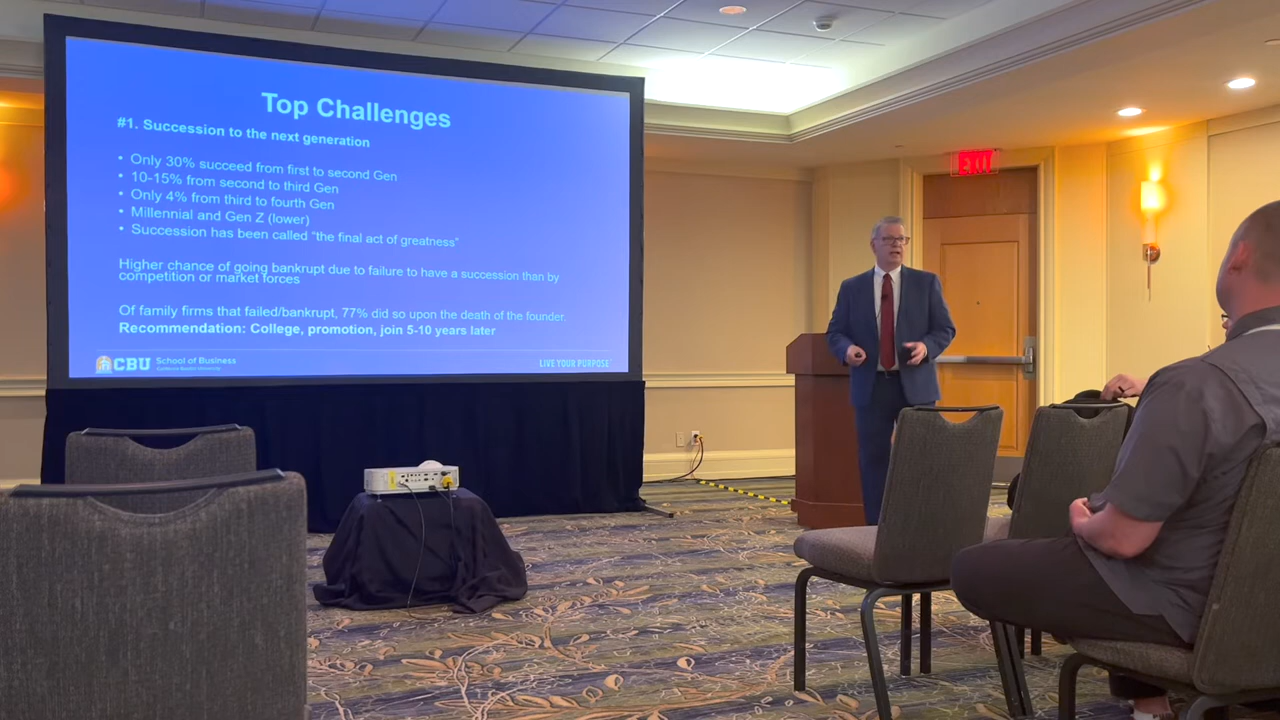 Top Challenges
#1. Succession to the next generation
• Only 30% succeed from first to second Gen
• 10-15% from second to third Gen
• Only 4% from third to fourth Gen
• Millennial and Gen Z (lower)
• Succession has been called “the final act of greatness”
Higher chance of going bankrupt due to failure to have a succession than by
competition or market forces
Of family firms that failed/bankrupt, 77% did so upon the death of the founder.
Recommendation: College, promotion, join 5-10 years later
CBU School of Business
California Baptist University
LIVE YOUR PURPOSE
EXIT